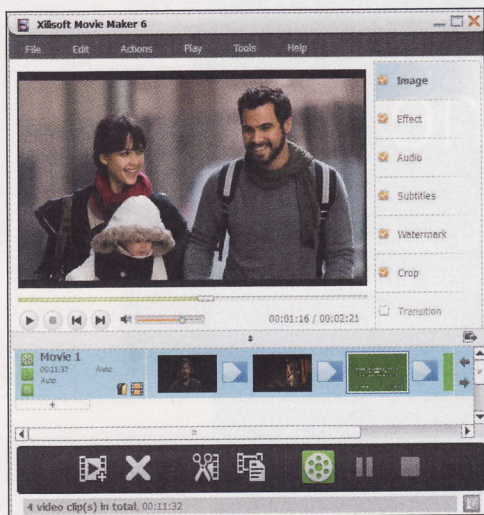 Xilisoft Movie Maker 6
File Edit Actions Play Tools Help
Image
Effect
Audio
Subtitles
Watermark
Crop
Transition
00:01:16 / 00:02:21
Movie 1
00:11:32 Auto
Auto
4 video clip(s) in total, 00:11:32